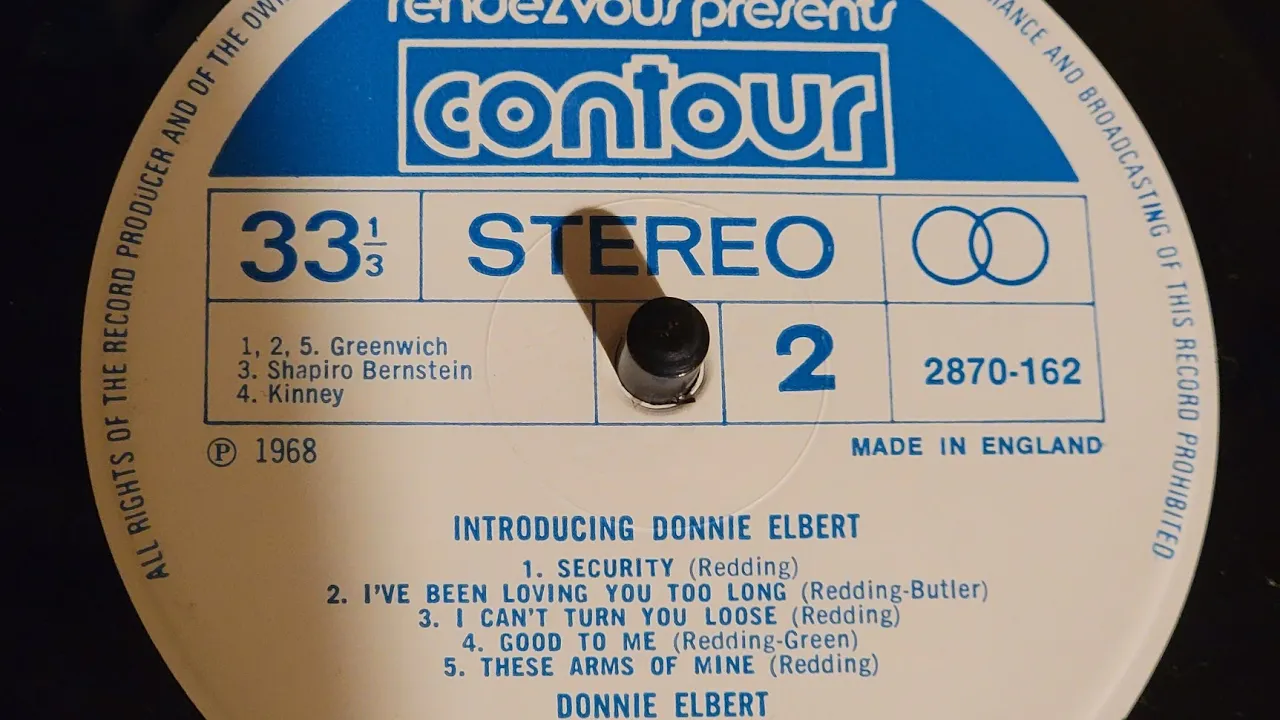 rendezvous presents
contour
33 1/3
STEREO
1, 2, 5. Greenwich
3. Shapiro Bernstein
4. Kinney
2
2870-162
Ⓟ 1968
MADE IN ENGLAND
INTRODUCING DONNIE ELBERT
1. SECURITY (Redding)
2. I'VE BEEN LOVING YOU TOO LONG (Redding-Butler)
3. I CAN'T TURN YOU LOOSE (Redding)
4. GOOD TO ME (Redding-Green)
5. THESE ARMS OF MINE (Redding)
DONNIE ELBERT
ALL RIGHTS OF THE RECORD PRODUCER AND OF THE
AND BROADCASTING OF THIS RECORD PROHIBITED